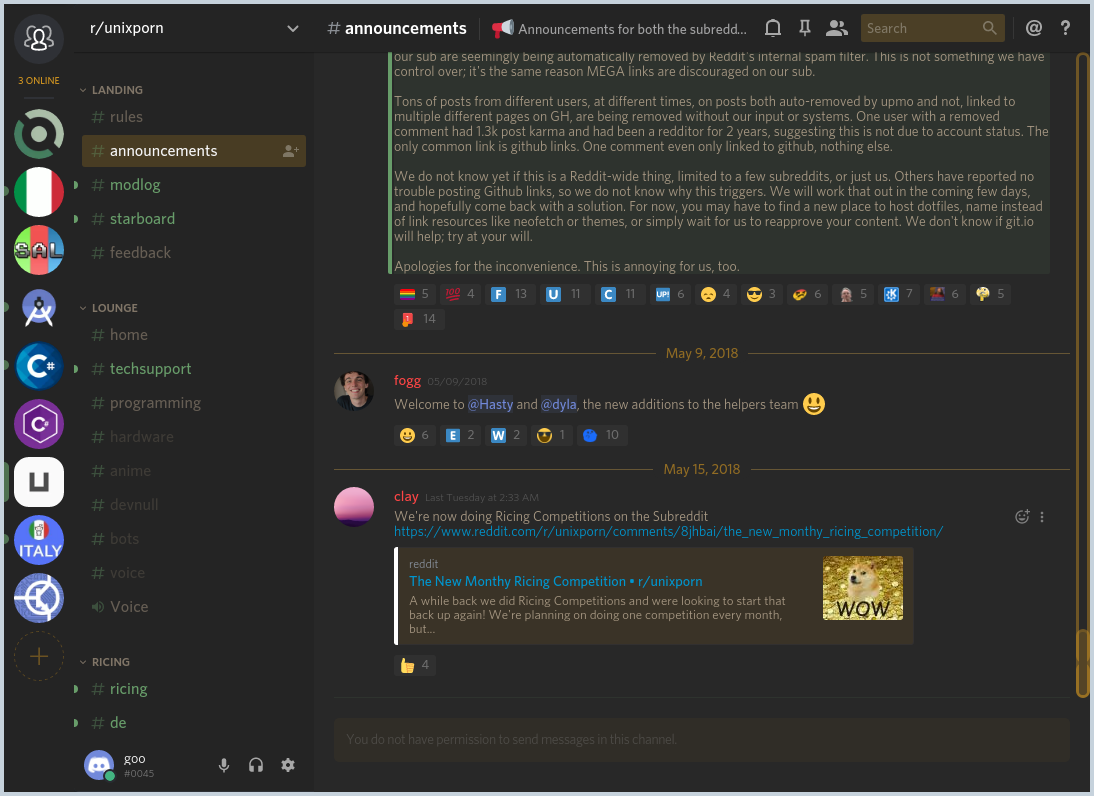 r/unixporn
# announcements
Announcements for both the subredd...
Search
@
?
3 ONLINE
SAL
C#
C#
U
ITALY
LANDING
# rules
# announcements
# modlog
# starboard
# feedback
LOUNGE
# home
# techsupport
# programming
# hardware
# anime
# devnull
# bots
# voice
Voice
RICING
# ricing
# de
goo
#0045
our sub are seemingly being automatically removed by Reddit's internal spam filter. This is not something we have
control over; it's the same reason MEGA links are discouraged on our sub.
Tons of posts from different users, at different times, on posts both auto-removed by upmo and not, linked to
multiple different pages on GH, are being removed without our input or systems. One user with a removed
comment had 1.3k post karma and had been a redditor for 2 years, suggesting this is not due to account status. The
only common link is github links. One comment even only linked to github, nothing else.
We do not know yet if this is a Reddit-wide thing, limited to a few subreddits, or just us. Others have reported no
trouble posting Github links, so we do not know why this triggers. We will work that out in the coming few days,
and hopefully come back with a solution. For now, you may have to find a new place to host dotfiles, name instead
of link resources like neofetch or themes, or simply wait for us to reapprove your content. We don't know if git.io
will help; try at your will.
Apologies for the inconvenience. This is annoying for us, too.
5 100 4 F 13 U 11 C 11 UP! 6 4 3 6 5 K 7 6 5
14
May 9, 2018
fogg 05/09/2018
Welcome to @Hasty and @dyla, the new additions to the helpers team
6 E 2 W 2 1 10
May 15, 2018
clay Last Tuesday at 2:33 AM
We're now doing Ricing Competitions on the Subreddit
https://www.reddit.com/r/unixporn/comments/8jhbai/the_new_monthy_ricing_competition/
reddit
The New Monthy Ricing Competition • r/unixporn
A while back we did Ricing Competitions and were looking to start that
back up again! We're planning on doing one competition every month,
but...
WOW
4
You do not have permission to send messages in this channel.